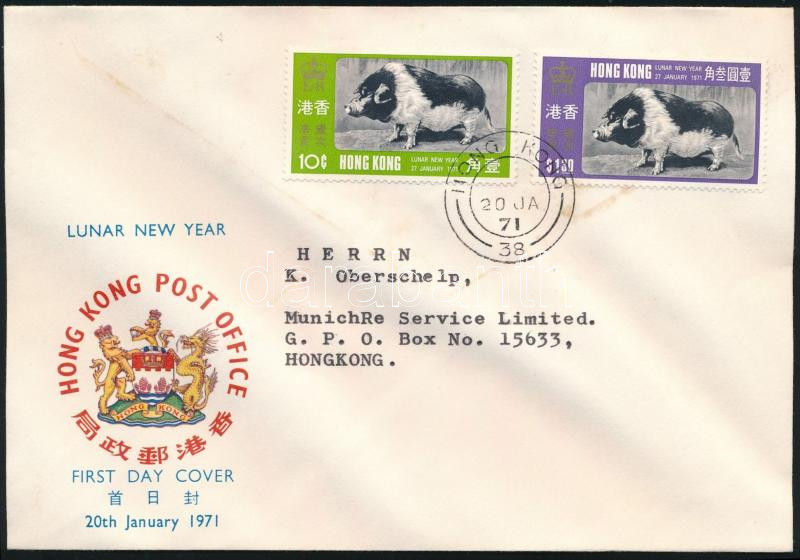 港香
10¢ HONG KONG LUNAR NEW YEAR
27 JANUARY 1971 角壹
HONG KONG LUNAR NEW YEAR
27 JANUARY 1971 角叁圓壹
港香
$1.30
HONG KONG
20 JA
71
38
LUNAR NEW YEAR
HONG KONG POST OFFICE
HONG KONG
局政郵港香
FIRST DAY COVER
首日封
20th January 1971
HERRN
K. Oberschelp,
MunichRe Service Limited.
G. P. O. Box No. 15633,
HONGKONG.
darabanth